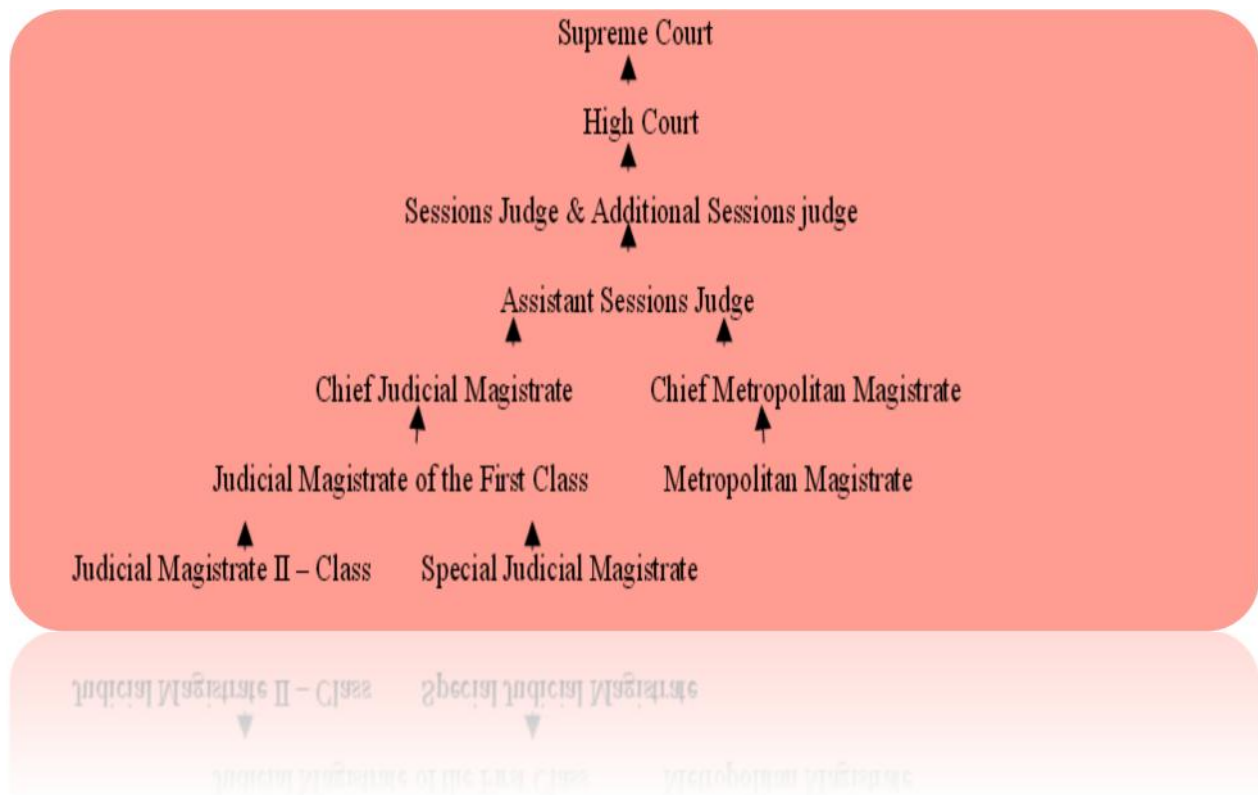 Supreme Court
High Court
Sessions Judge & Additional Sessions judge
Assistant Sessions Judge
Chief Judicial Magistrate Chief Metropolitan Magistrate
Judicial Magistrate of the First Class Metropolitan Magistrate
Judicial Magistrate II – Class Special Judicial Magistrate